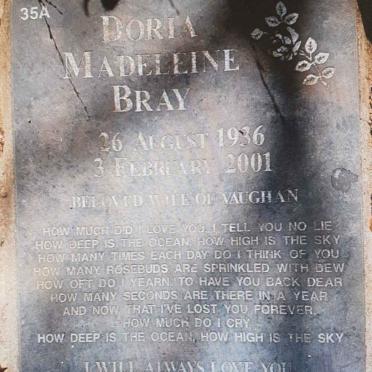 35A
DORIA
MADELEINE
BRAY
26 AUGUST 1936
3 FEBRUARY 2001
BELOVED WIFE OF VAUGHAN
HOW MUCH DID I LOVE YOU I TELL YOU NO LIE
HOW DEEP IS THE OCEAN, HOW HIGH IS THE SKY
HOW MANY TIMES EACH DAY DO I THINK OF YOU
HOW MANY ROSEBUDS ARE SPRINKLED WITH DEW
HOW OFT DO I YEARN, TO HAVE YOU BACK DEAR
HOW MANY SECONDS ARE THERE IN A YEAR
AND NOW THAT I'VE LOST YOU FOREVER,
HOW MUCH DO I CRY
HOW DEEP IS THE OCEAN, HOW HIGH IS THE SKY
I WILL ALWAYS LOVE YOU